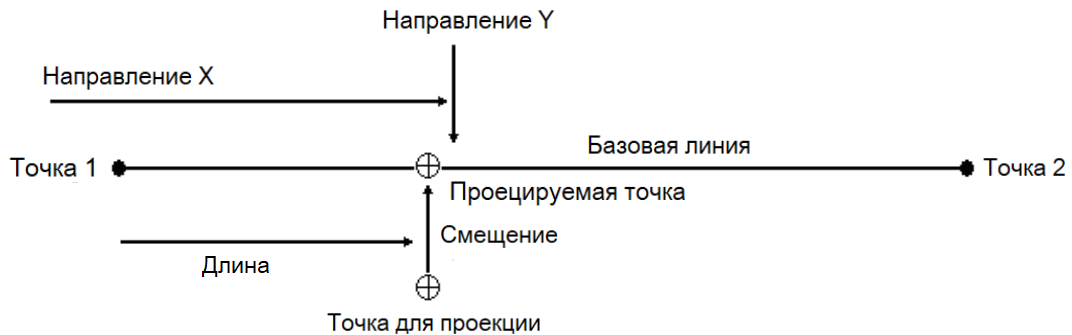 Направление Y
Направление X
Базовая линия
Точка 1
Точка 2
Проецируемая точка
Смещение
Длина
Точка для проекции